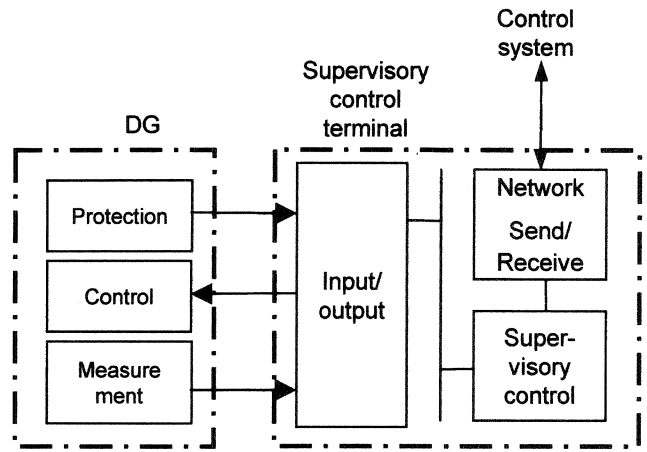 Control
system
Supervisory
control
terminal
DG
Protection
Control
Measure
ment
Input/
output
Network
Send/
Receive
Super-
visory
control